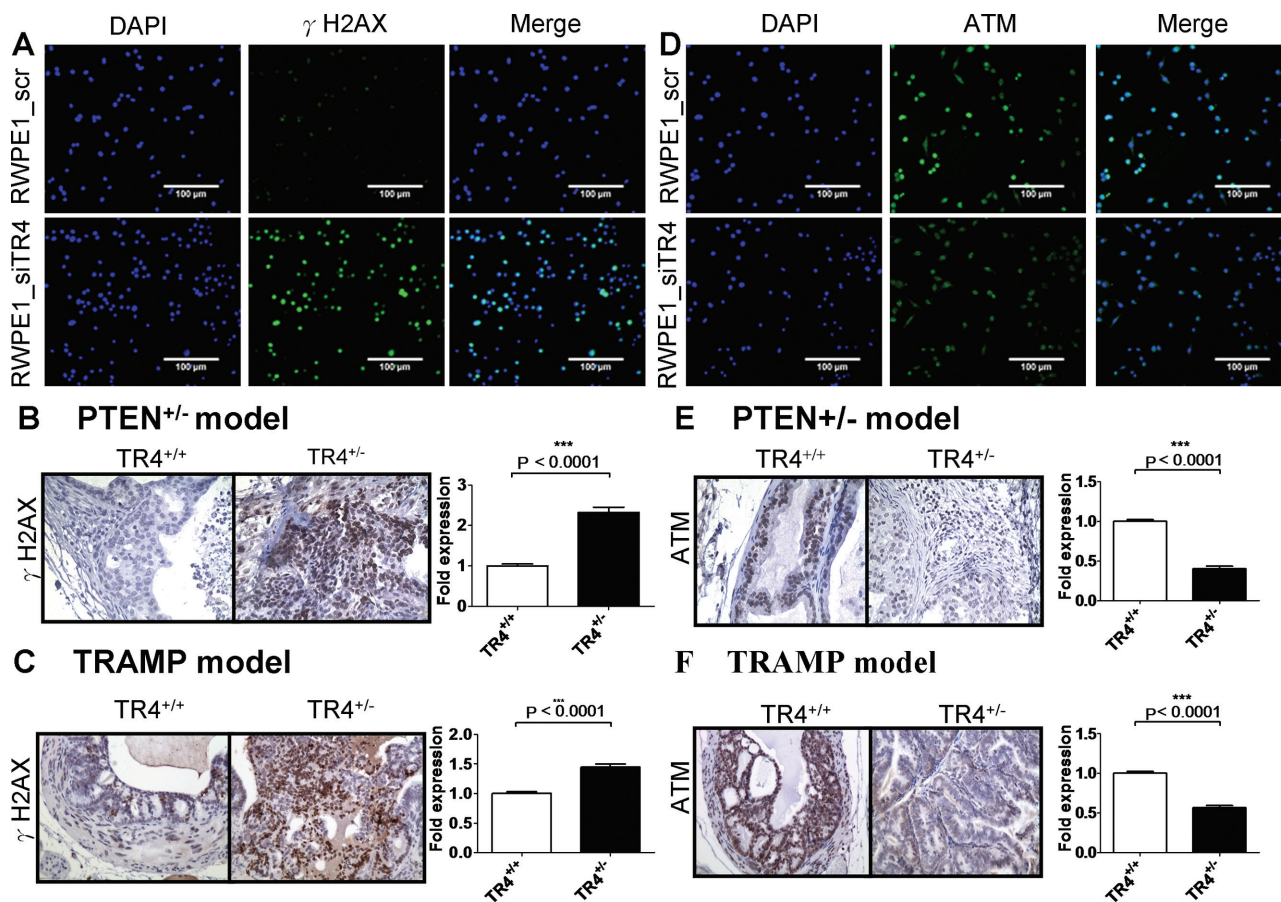 A
DAPI
γ H2AX
Merge
RWPE1_scr
100 µm
100 µm
100 µm
RWPE1_siTR4
100 µm
100 µm
100 µm
D
DAPI
ATM
Merge
RWPE1_scr
100 µm
100 µm
100 µm
RWPE1_siTR4
100 µm
100 µm
100 µm
B PTEN+/- model
TR4+/+
TR4+/-
γ H2AX
***
P < 0.0001
Fold expression
3
2
1
0
TR4+/+
TR4+/-
E PTEN+/- model
TR4+/+
TR4+/-
ATM
***
P < 0.0001
Fold expression
1.5
1.0
0.5
0.0
TR4+/+
TR4+/-
C TRAMP model
TR4+/+
TR4+/-
γ H2AX
***
P < 0.0001
Fold expression
2.0
1.5
1.0
0.5
0.0
TR4+/+
TR4+/-
F TRAMP model
TR4+/+
TR4+/-
ATM
***
P < 0.0001
Fold expression
1.5
1.0
0.5
0.0
TR4+/+
TR4+/-